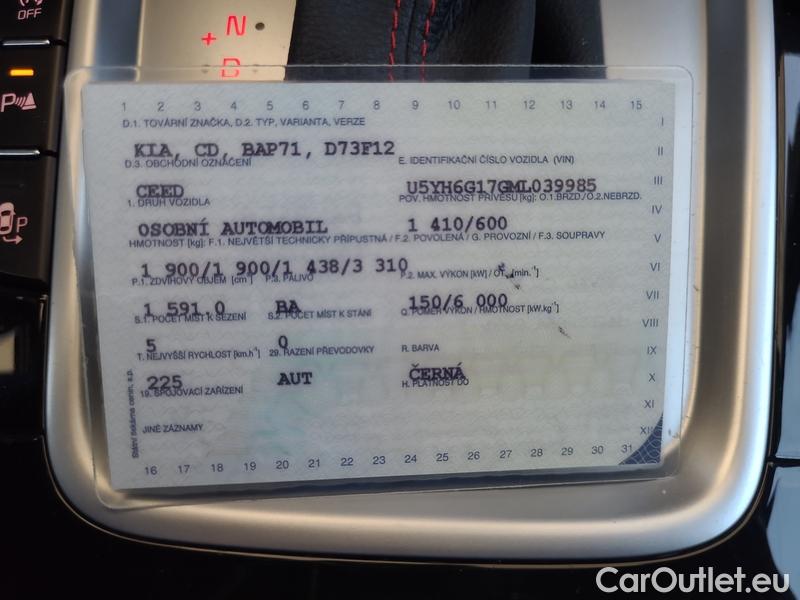 OFF
N
+
D
P
P
1 2 3 4 5 6 7 8 9 10 11 12 13 14 15
D.1. TOVÁRNÍ ZNAČKA, D.2. TYP, VARIANTA, VERZE
I
KIA, CD, BAP71, D73F12
II
D.3. OBCHODNÍ OZNAČENÍ E. IDENTIFIKAČNÍ ČÍSLO VOZIDLA (VIN)
CEED U5YH6G17GML039985
III
1. DRUH VOZIDLA POV. HMOTNOST PŘÍVĚSU [kg]: O.1.BRZD./O.2.NEBRZD.
IV
OSOBNÍ AUTOMOBIL 1 410/600
HMOTNOST [kg]: F.1. NEJVĚTŠÍ TECHNICKY PŘÍPUSTNÁ / F.2. POVOLENÁ / G. PROVOZNÍ / F.3. SOUPRAVY
V
1 900/1 900/1 438/3 310
VI
P.1. ZDVIHOVÝ OBJEM [cm³] P.3. PALIVO P.2. MAX. VÝKON [kW] / OT. [min.⁻¹]
1 591.0 BA 150/6 000
VII
S.1. POČET MÍST K SEZENÍ S.2. POČET MÍST K STÁNÍ Q. POMĚR VÝKON / HMOTNOST [kW.kg⁻¹]
VIII
5 0
T. NEJVYŠŠÍ RYCHLOST [km.h⁻¹] 29. ŘAZENÍ PŘEVODOVKY R. BARVA
IX
225 AUT ČERNÁ
X
19. SPOJOVACÍ ZAŘÍZENÍ H. PLATNOST DO
XI
JINÉ ZÁZNAMY
XII
Státní tiskárna cenin, s.p.
16 17 18 19 20 21 22 23 24 25 26 27 28 29 30 31
CarOutlet.eu